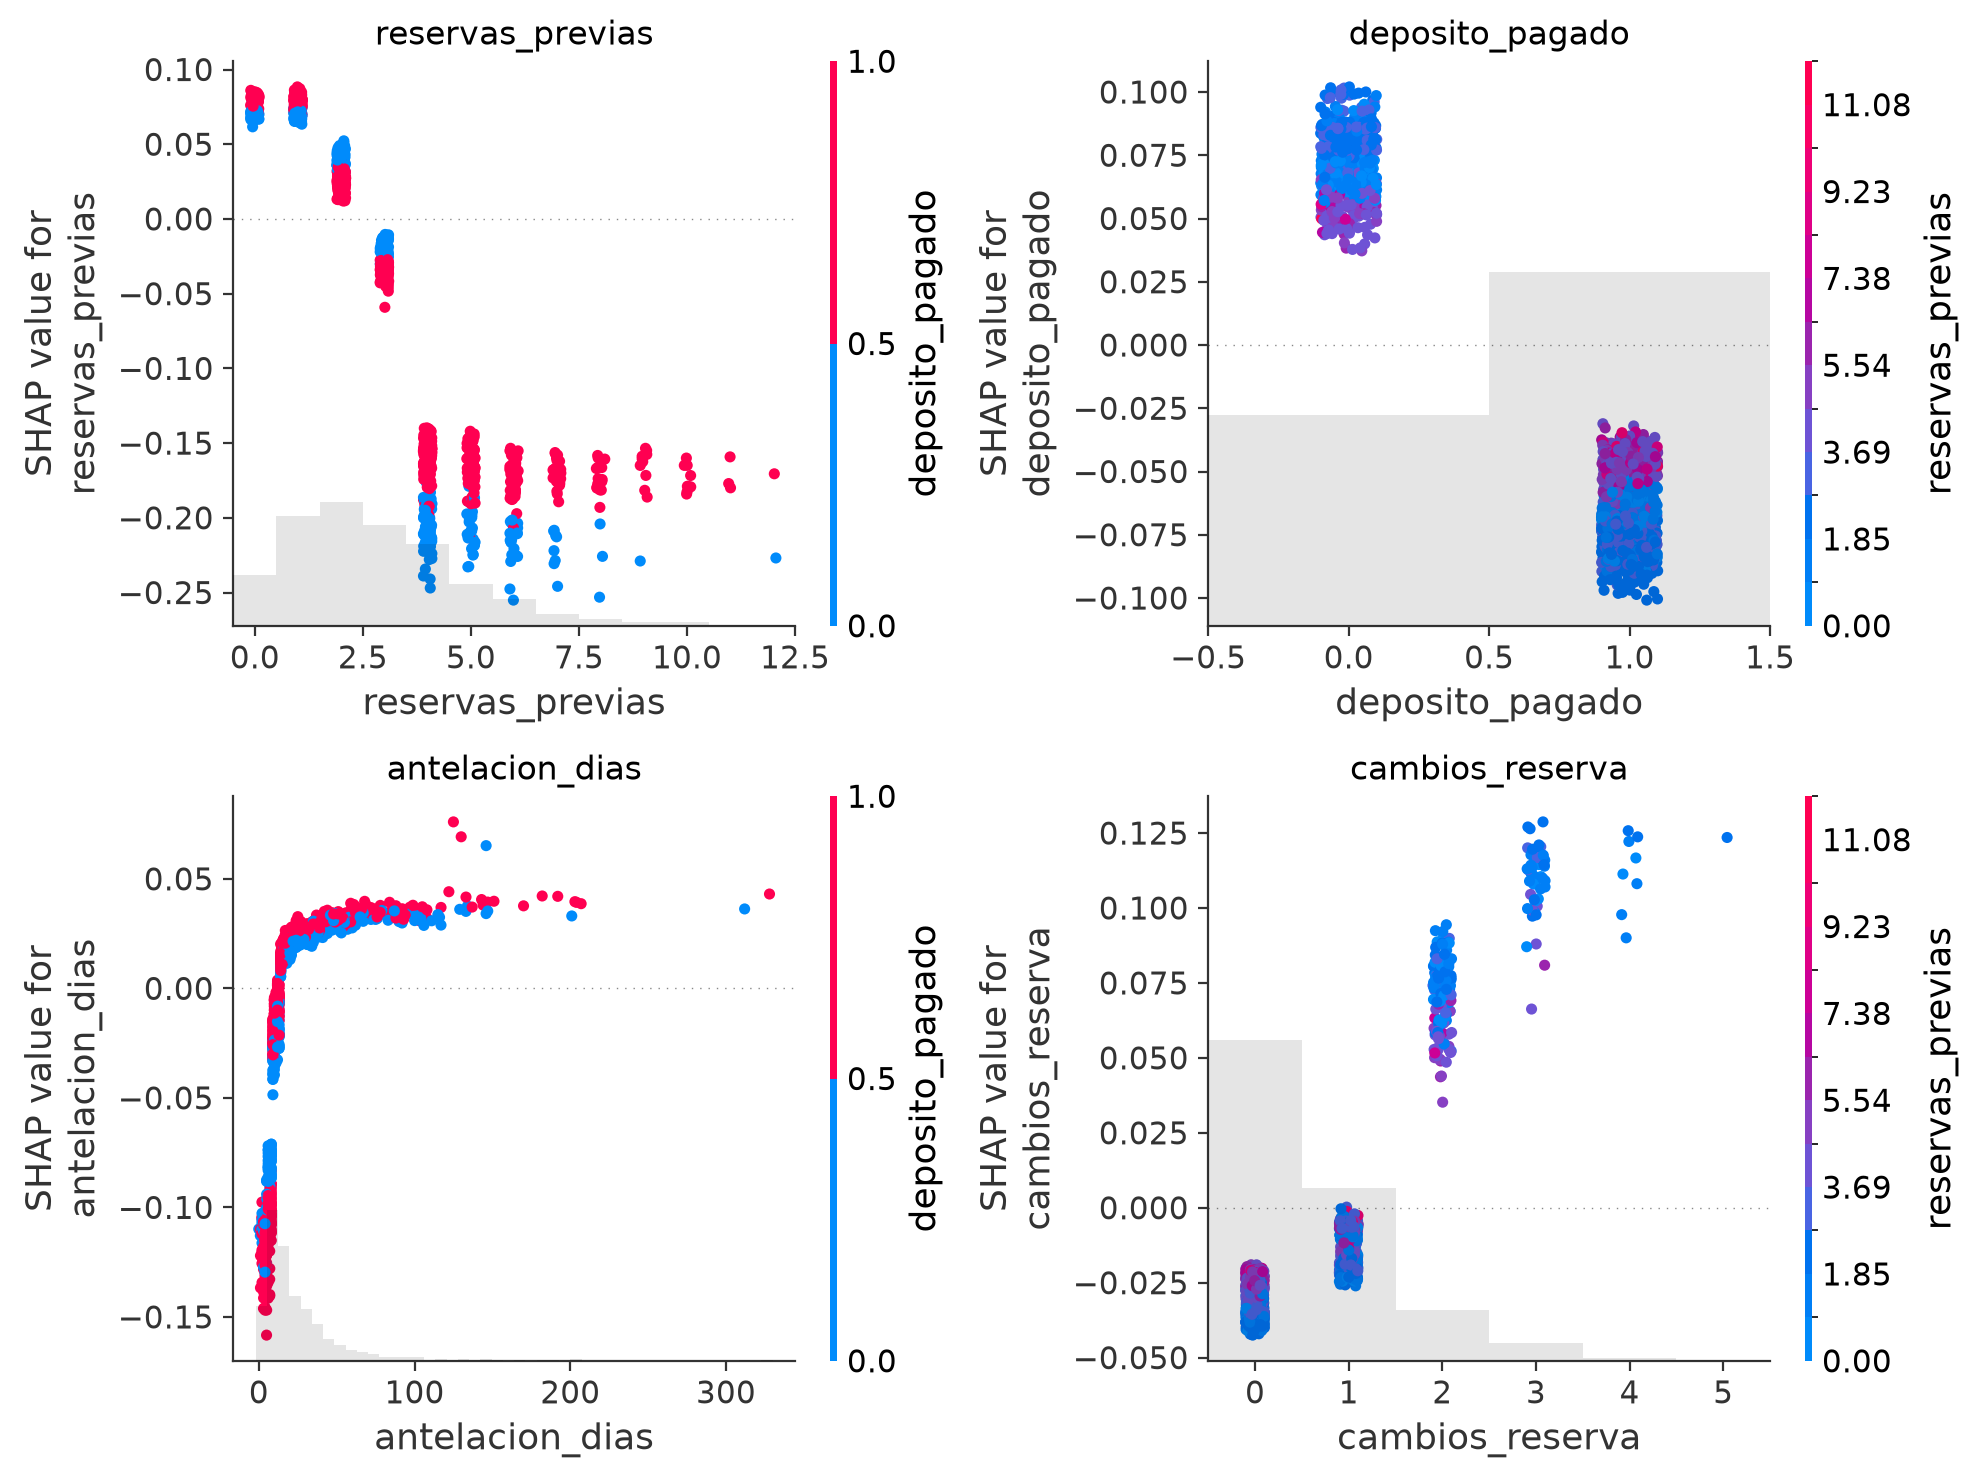 reservas_previas
0.10
0.05
0.00
−0.05
−0.10
−0.15
−0.20
−0.25
SHAP value for
reservas_previas
0.0 2.5 5.0 7.5 10.0 12.5
reservas_previas
1.0
0.5
0.0
deposito_pagado
deposito_pagado
0.100
0.075
0.050
0.025
0.000
−0.025
−0.050
−0.075
−0.100
SHAP value for
deposito_pagado
−0.5 0.0 0.5 1.0 1.5
deposito_pagado
11.08
9.23
7.38
5.54
3.69
1.85
0.00
reservas_previas
antelacion_dias
0.05
0.00
−0.05
−0.10
−0.15
SHAP value for
antelacion_dias
0 100 200 300
antelacion_dias
1.0
0.5
0.0
deposito_pagado
cambios_reserva
0.125
0.100
0.075
0.050
0.025
0.000
−0.025
−0.050
SHAP value for
cambios_reserva
0 1 2 3 4 5
cambios_reserva
11.08
9.23
7.38
5.54
3.69
1.85
0.00
reservas_previas